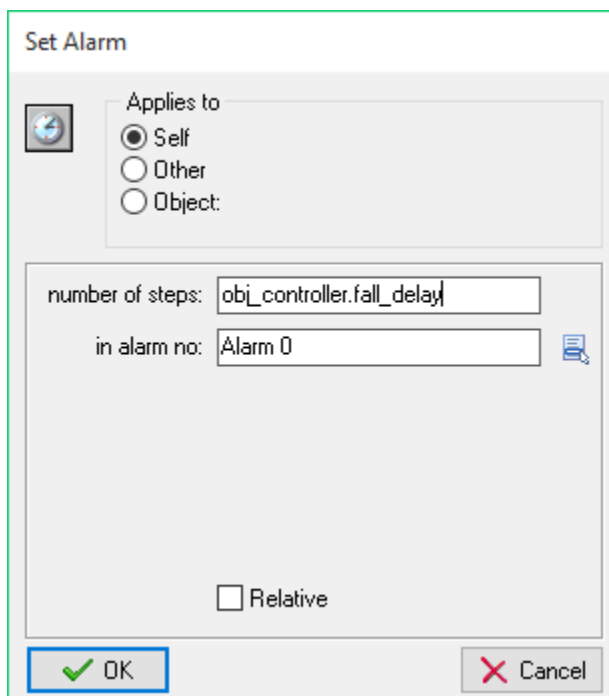 Set Alarm
Applies to
Self
Other
Object:
number of steps: obj_controller.fall_delay
in alarm no: Alarm 0
Relative
OK Cancel